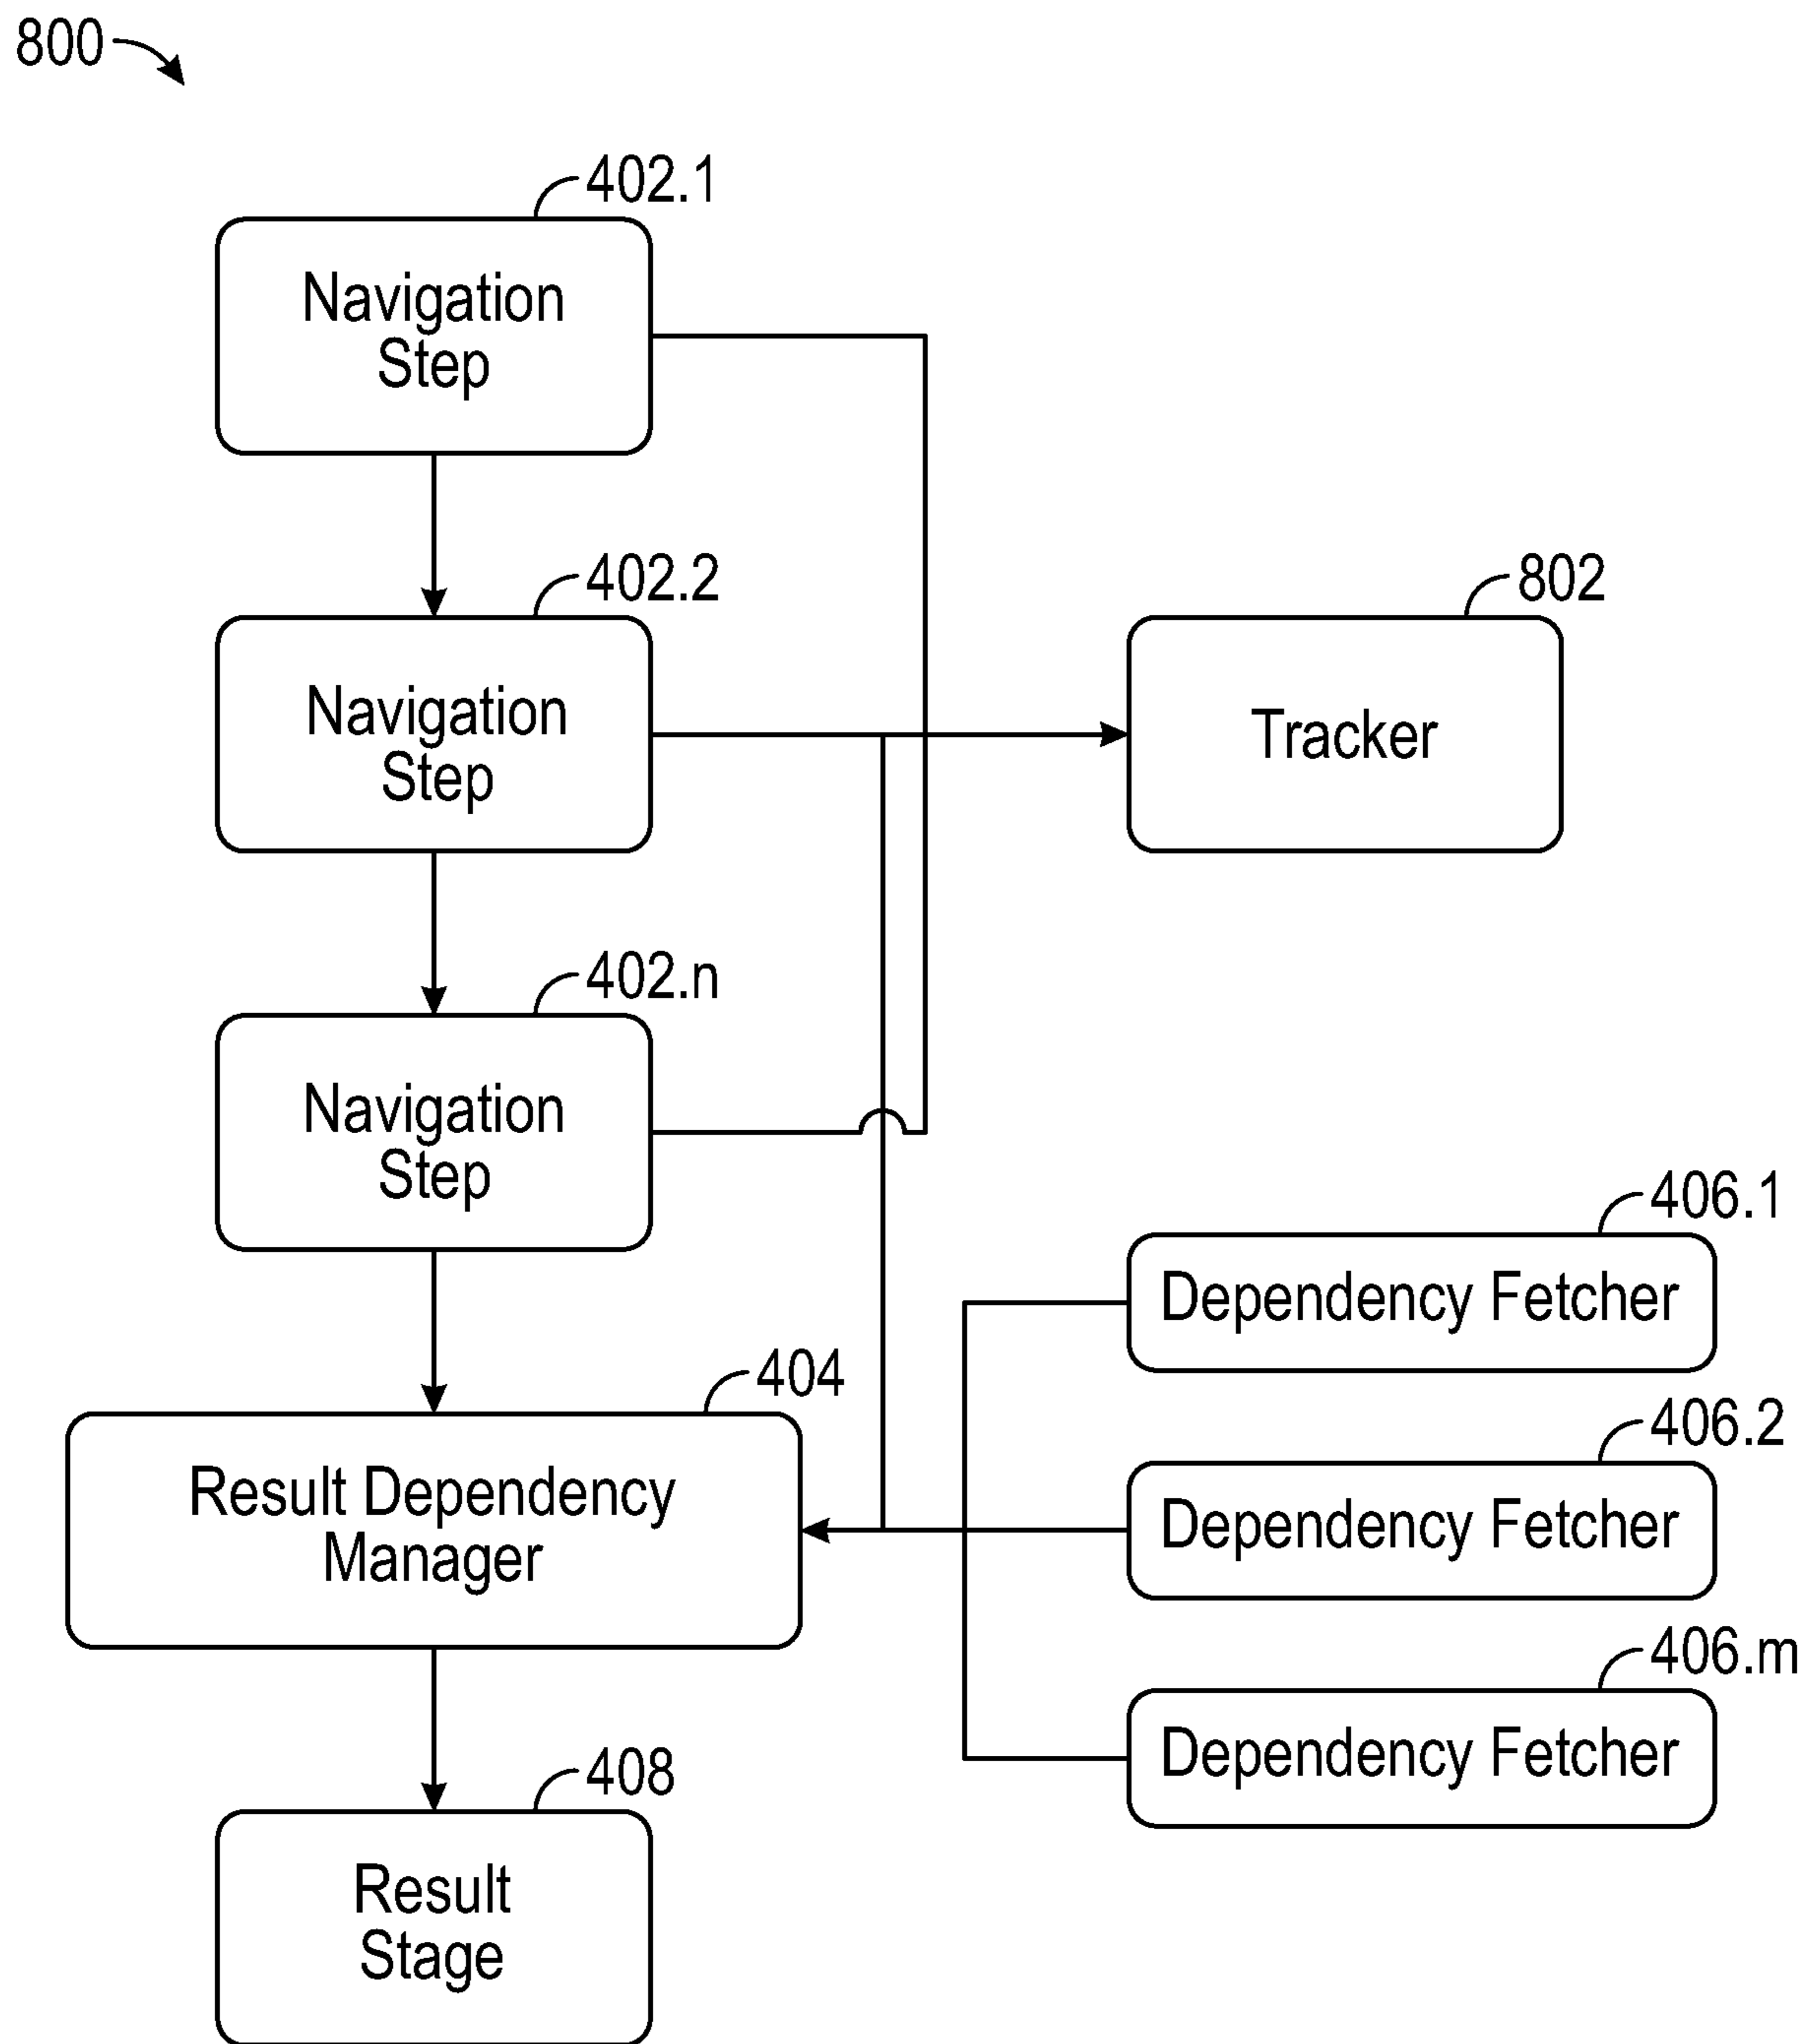 800
402.1
Navigation
Step
402.2
Navigation
Step
802
Tracker
402.n
Navigation
Step
406.1
Dependency Fetcher
404
Result Dependency
Manager
406.2
Dependency Fetcher
406.m
Dependency Fetcher
408
Result
Stage